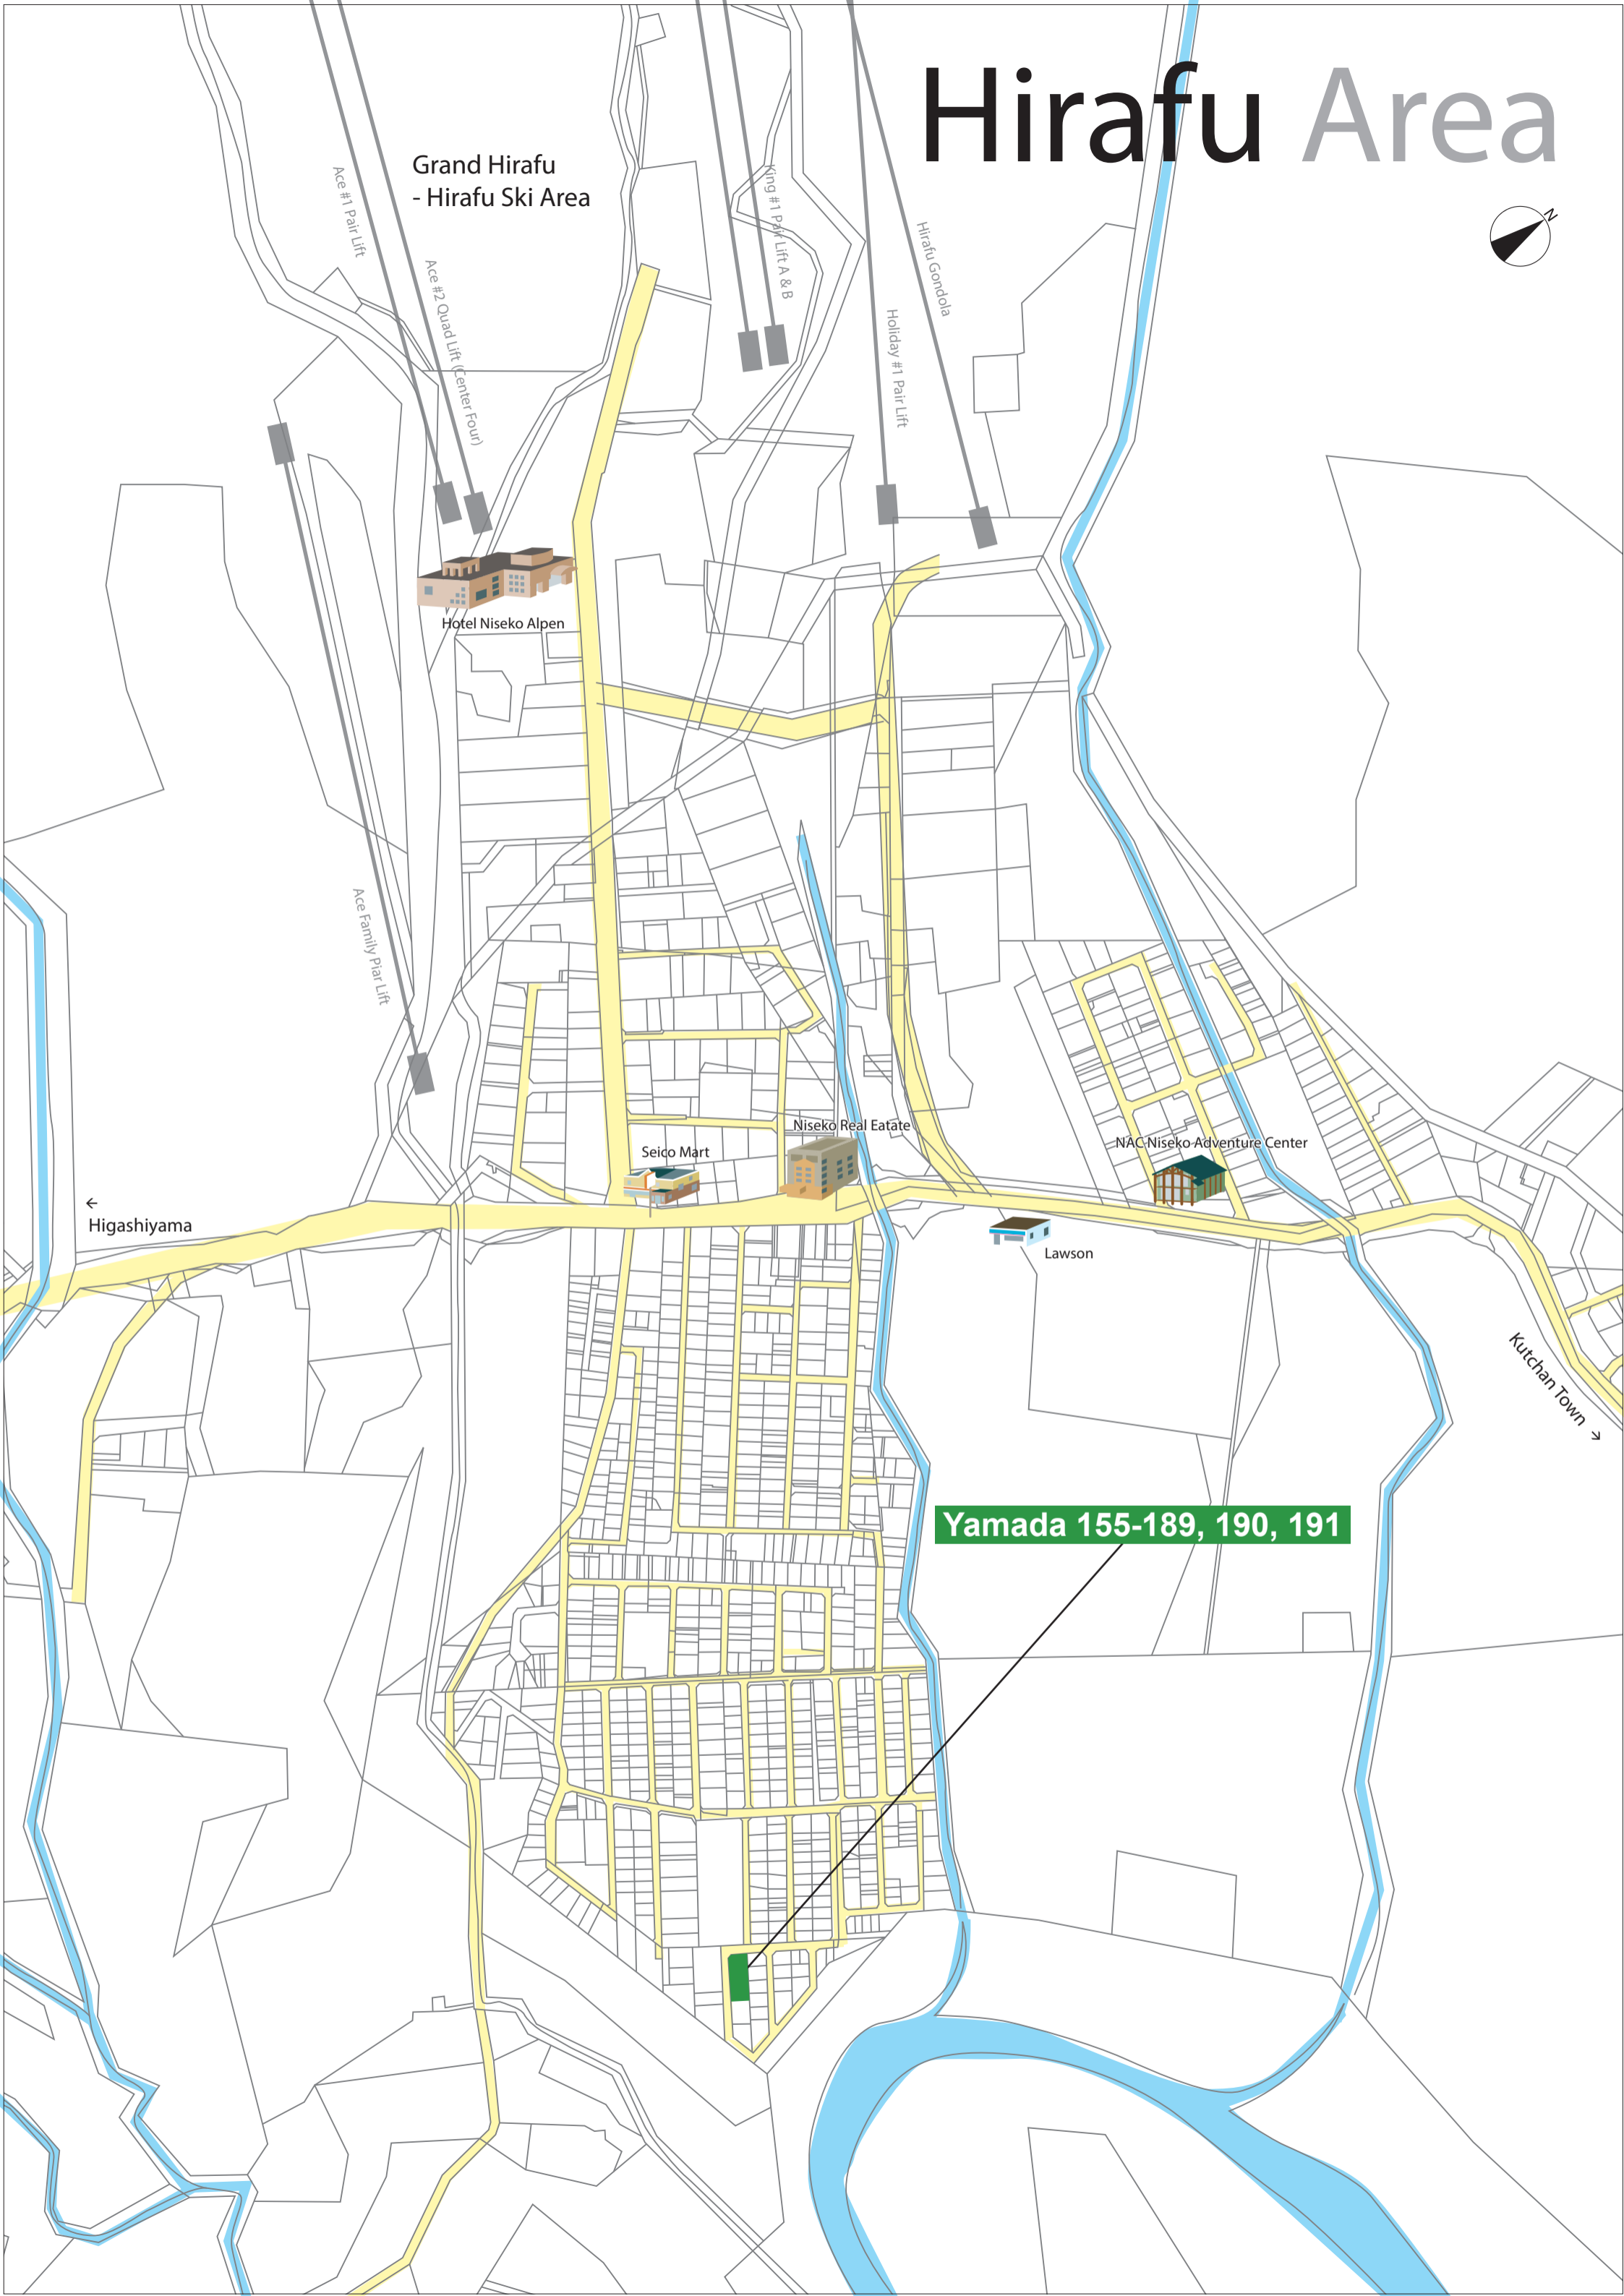 Hirafu Area
N
Grand Hirafu
- Hirafu Ski Area
Ace #1 Pair Lift
Ace #2 Quad Lift (Center Four)
King #1 Pair Lift A & B
Holiday #1 Pair Lift
Hirafu Gondola
Hotel Niseko Alpen
Ace Family Piar Lift
Niseko Real Eatate
Seico Mart
NAC Niseko Adventure Center
←
Higashiyama
Lawson
Kutchan Town →
Yamada 155-189, 190, 191